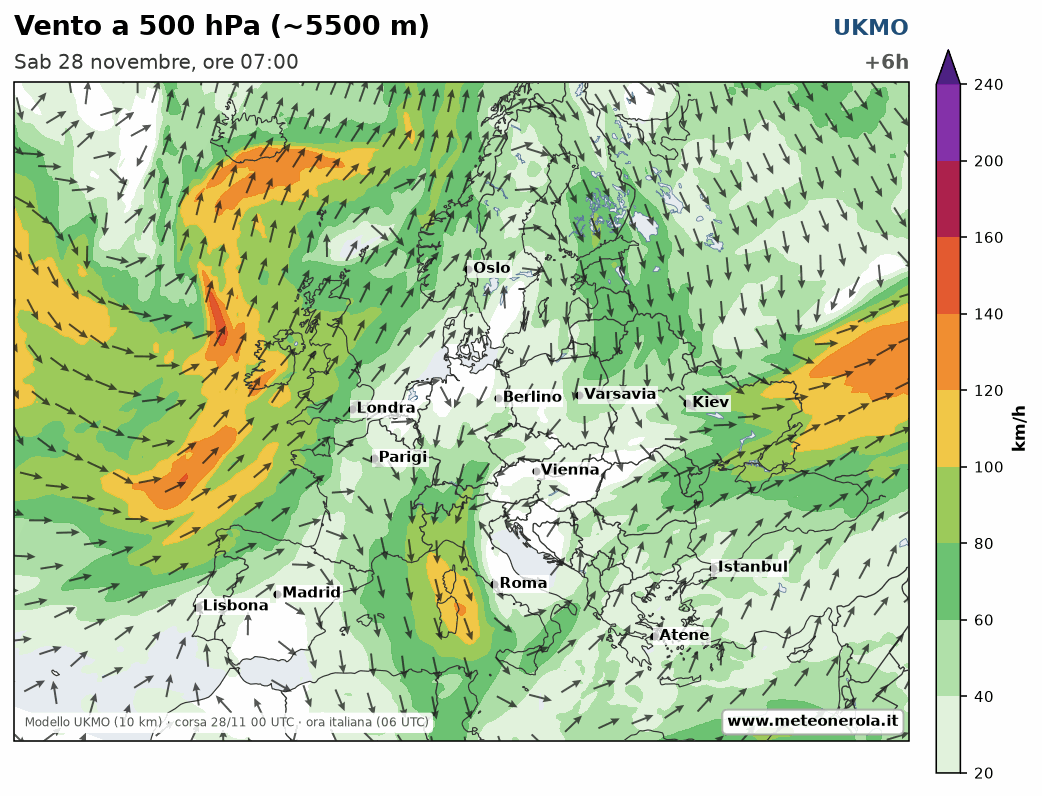 Vento a 500 hPa (~5500 m)
UKMO
Sab 28 novembre, ore 07:00
+6h
240
200
160
140
120
100
80
60
40
20
km/h
Oslo
Londra
Berlino
Varsavia
Kiev
Parigi
Vienna
Istanbul
Roma
Madrid
Lisbona
Atene
Modello UKMO (10 km) · corsa 28/11 00 UTC · ora italiana (06 UTC)
www.meteonerola.it